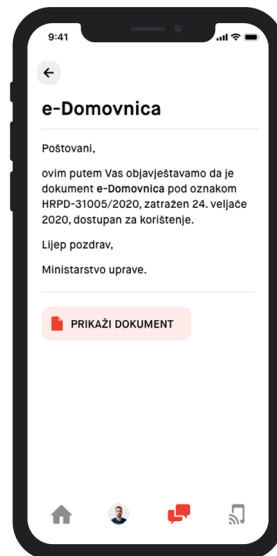 9:41
e-Domovnica
Poštovani,
ovim putem Vas objavještavamo da je
dokument e-Domovnica pod oznakom
HRPD-31005/2020, zatražen 24. veljače
2020, dostupan za korištenje.
Lijep pozdrav,
Ministarstvo uprave.
PRIKAŽI DOKUMENT